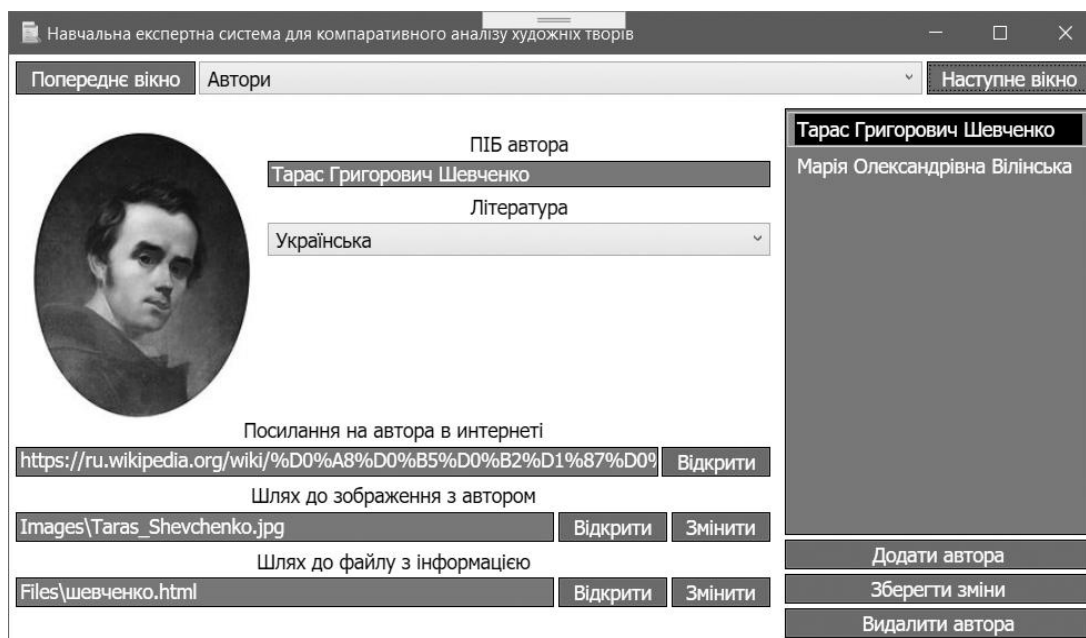 Навчальна експертна система для компаративного аналізу художніх творів
Попереднє вікно
Автори
Наступне вікно
ПІБ автора
Тарас Григорович Шевченко
Література
Українська
Посилання на автора в интернеті
https://ru.wikipedia.org/wiki/%D0%A8%D0%B5%D0%B2%D1%87%D0%
Відкрити
Шлях до зображення з автором
Images\Taras_Shevchenko.jpg
Відкрити
Змінити
Шлях до файлу з інформацією
Files\шевченко.html
Відкрити
Змінити
Тарас Григорович Шевченко
Марія Олександрівна Вілінська
Додати автора
Зберегти зміни
Видалити автора